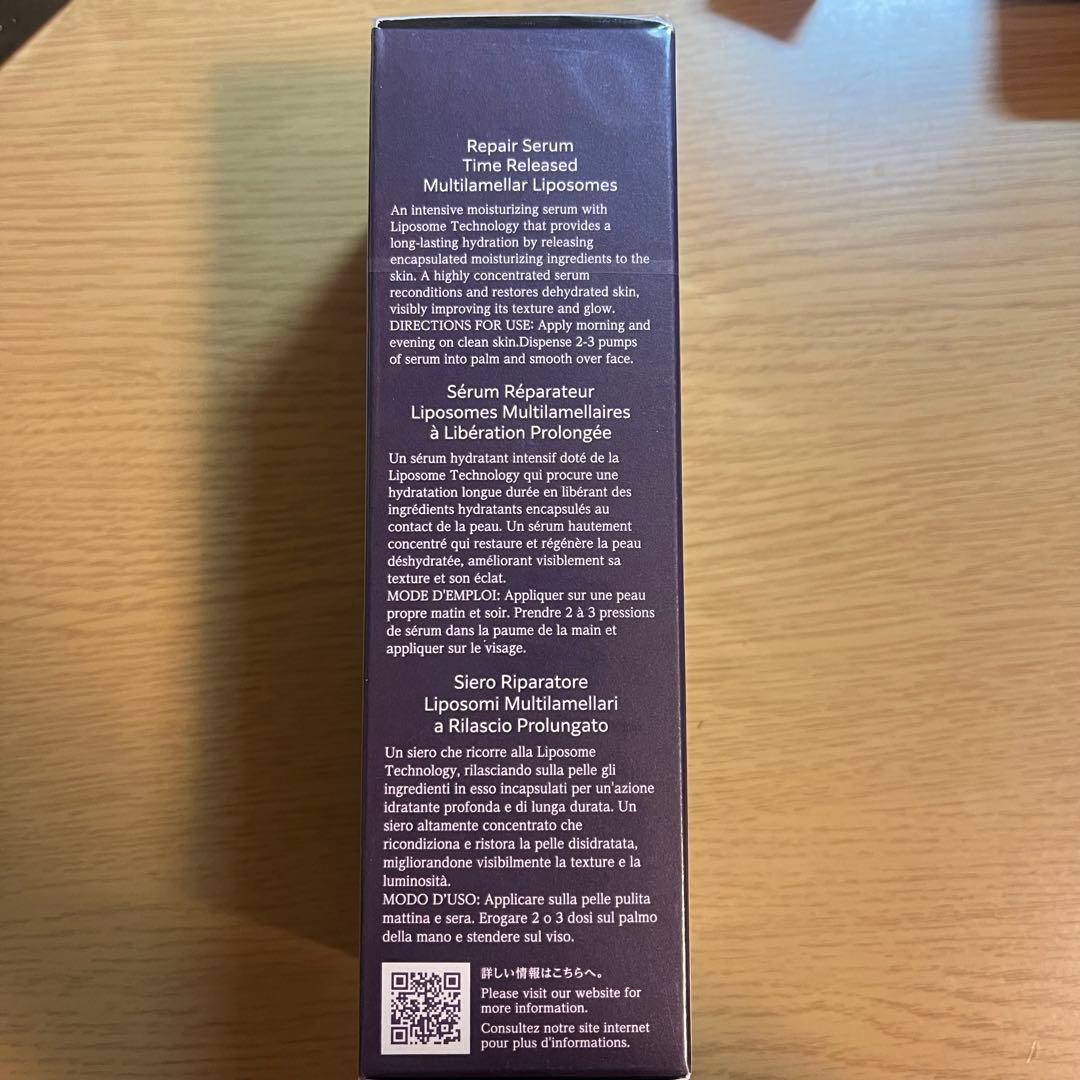 Repair Serum
Time Released
Multilamellar Liposomes
An intensive moisturizing serum with
Liposome Technology that provides a
long-lasting hydration by releasing
encapsulated moisturizing ingredients to the
skin. A highly concentrated serum
reconditions and restores dehydrated skin,
visibly improving its texture and glow.
DIRECTIONS FOR USE: Apply morning and
evening on clean skin.Dispense 2-3 pumps
of serum into palm and smooth over face.
Sérum Réparateur
Liposomes Multilamellaires
à Libération Prolongée
Un sérum hydratant intensif doté de la
Liposome Technology qui procure une
hydratation longue durée en libérant des
ingrédients hydratants encapsulés au
contact de la peau. Un sérum hautement
concentré qui restaure et régénère la peau
déshydratée, améliorant visiblement sa
texture et son éclat.
MODE D'EMPLOI: Appliquer sur une peau
propre matin et soir. Prendre 2 à 3 pressions
de sérum dans la paume de la main et
appliquer sur le visage.
Siero Riparatore
Liposomi Multilamellari
a Rilascio Prolungato
Un siero che ricorre alla Liposome
Technology, rilasciando sulla pelle gli
ingredienti in esso incapsulati per un'azione
idratante profonda e di lunga durata. Un
siero altamente concentrato che
ricondiziona e ristora la pelle disidratata,
migliorandone visibilmente la texture e la
luminosità.
MODO D'USO: Applicare sulla pelle pulita
mattina e sera. Erogare 2 o 3 dosi sul palmo
della mano e stendere sul viso.
詳しい情報はこちらへ。
Please visit our website for
more information.
Consultez notre site internet
pour plus d'informations.